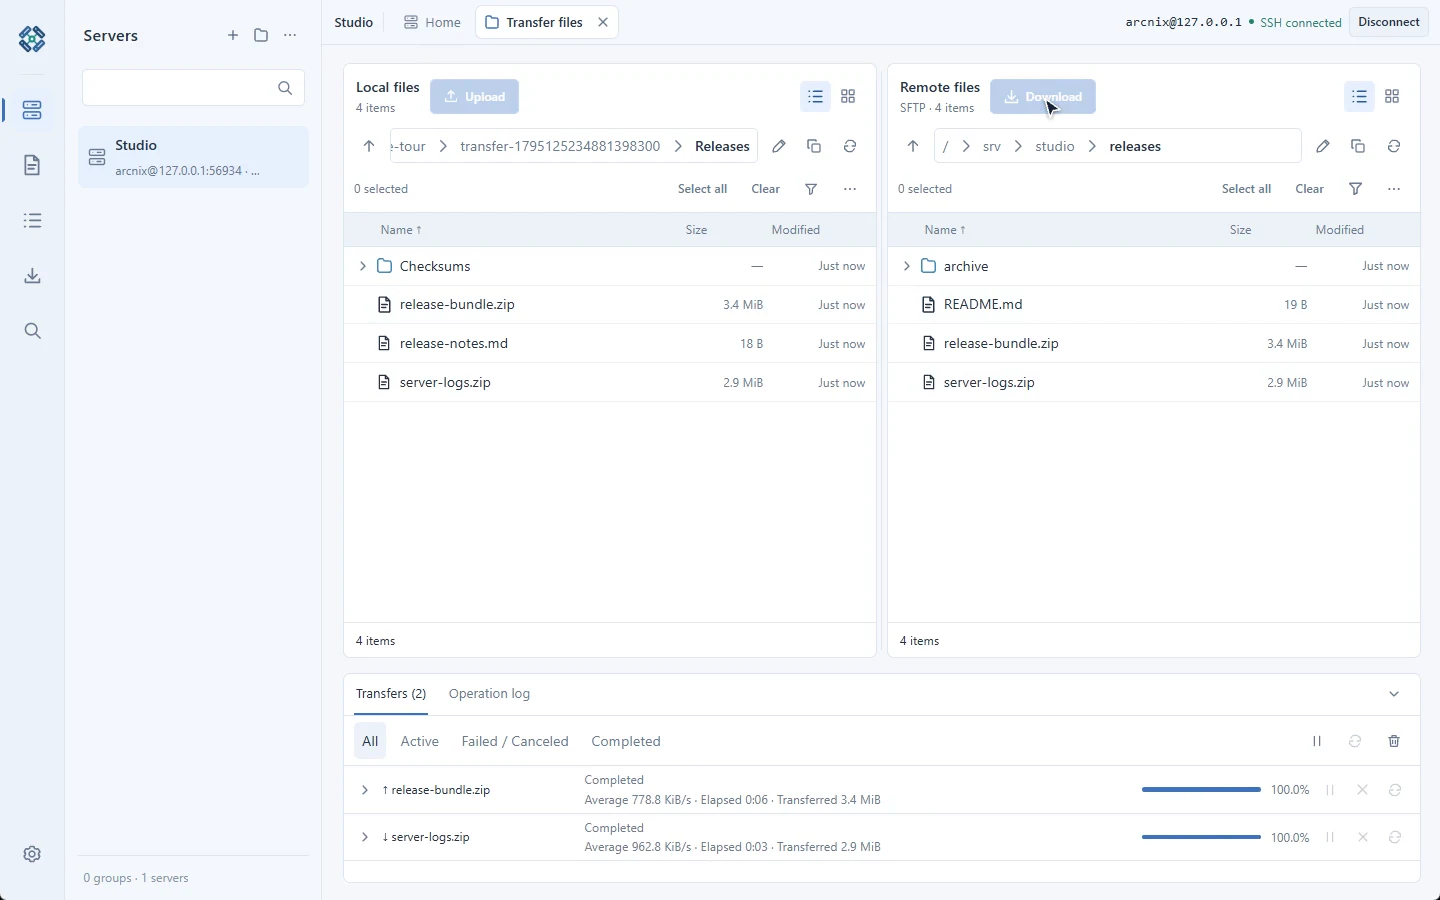 Servers
Studio
arcnix@127.0.0.1:56934 · ...
0 groups · 1 servers
Studio
Home
Transfer files
arcnix@127.0.0.1
SSH connected
Disconnect
Local files
4 items
Upload
e-tour
transfer-1795125234881398300
Releases
0 selected
Select all
Clear
Name ↑
Size
Modified
Checksums — Just now
release-bundle.zip 3.4 MiB Just now
release-notes.md 18 B Just now
server-logs.zip 2.9 MiB Just now
4 items
Remote files
SFTP · 4 items
Download
/
srv
studio
releases
0 selected
Select all
Clear
Name ↑
Size
Modified
archive — Just now
README.md 19 B Just now
release-bundle.zip 3.4 MiB Just now
server-logs.zip 2.9 MiB Just now
4 items
Transfers (2)
Operation log
All
Active
Failed / Canceled
Completed
↑ release-bundle.zip
Completed
Average 778.8 KiB/s · Elapsed 0:06 · Transferred 3.4 MiB
100.0%
↓ server-logs.zip
Completed
Average 962.8 KiB/s · Elapsed 0:03 · Transferred 2.9 MiB
100.0%